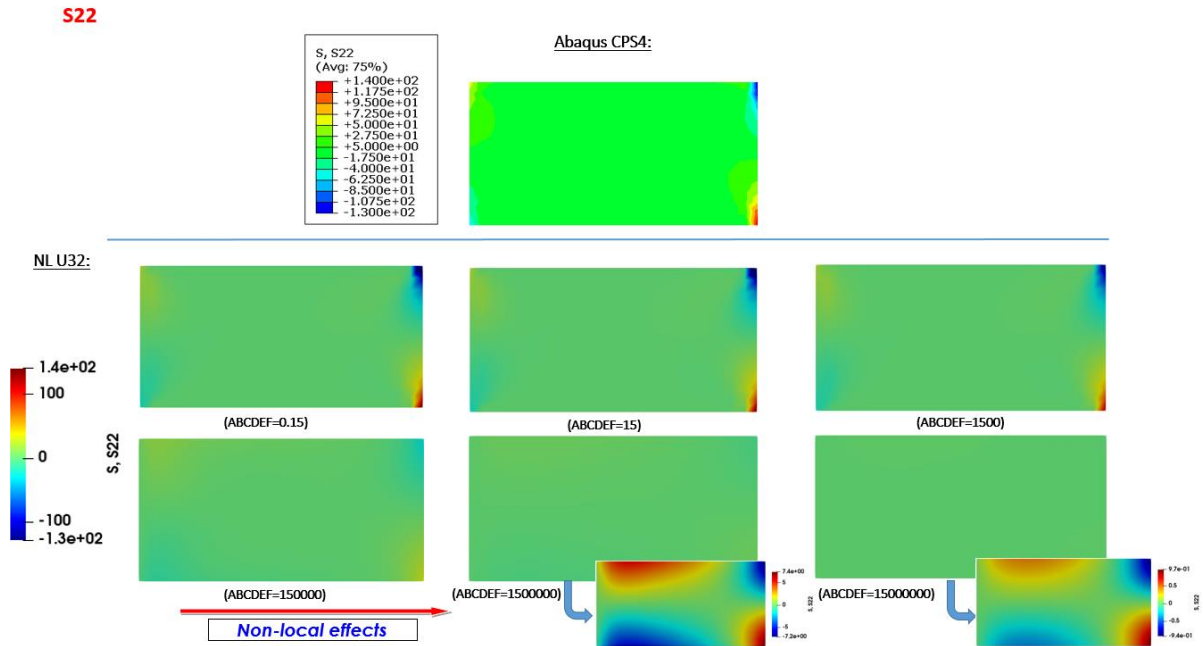 S22
Abaqus CPS4:
S, S22
(Avg: 75%)
+1.400e+02
+1.175e+02
+9.500e+01
+7.250e+01
+5.000e+01
+2.750e+01
+5.000e+00
-1.750e+01
-4.000e+01
-6.250e+01
-8.500e+01
-1.075e+02
-1.300e+02
NL U32:
1.4e+02
100
0
-100
-1.3e+02
S, S22
(ABCDEF=0.15)
(ABCDEF=15)
(ABCDEF=1500)
(ABCDEF=150000)
(ABCDEF=1500000)
(ABCDEF=15000000)
7.4e+00
5
0
-5
-7.2e+00
S, S22
9.7e-01
0.5
0
-0.5
-9.4e-01
S, S22
Non-local effects